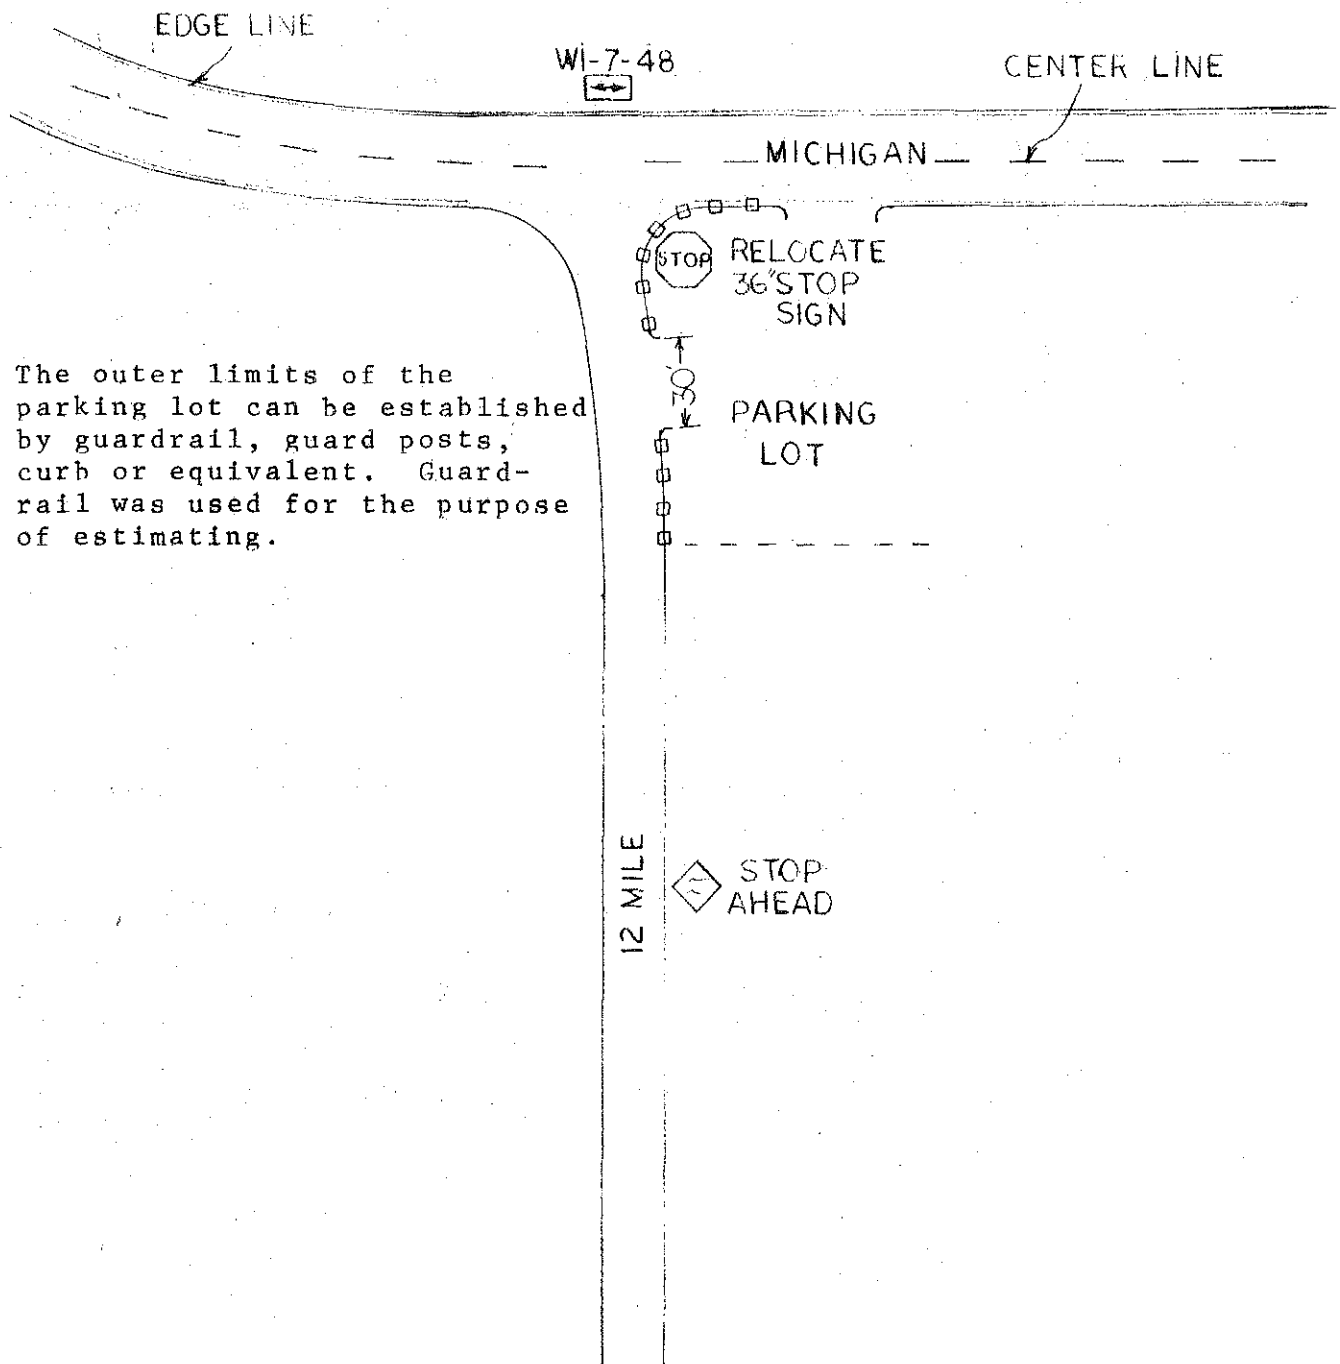 EDGE LINE
WI-7-48
CENTER LINE
MICHIGAN
STOP
RELOCATE
36" STOP
SIGN
30'
The outer limits of the
parking lot can be established
by guardrail, guard posts,
curb or equivalent. Guard-
rail was used for the purpose
of estimating.
PARKING
LOT
12 MILE
STOP
AHEAD